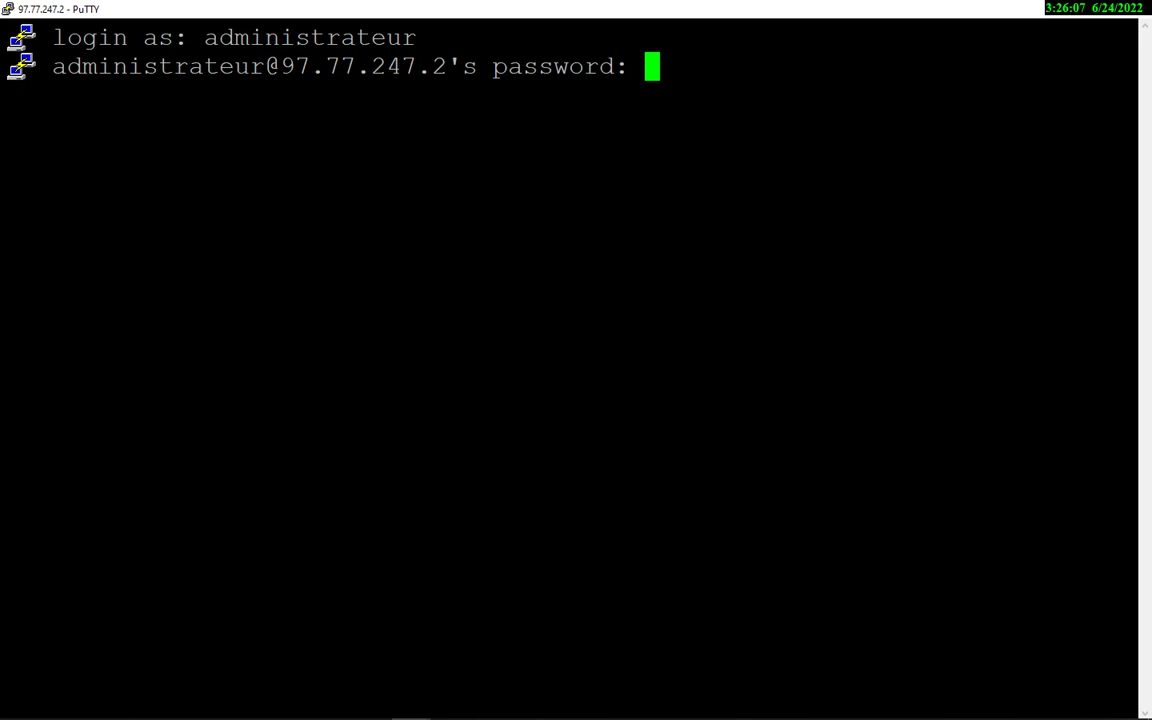 97.77.247.2 - PuTTY
3:26:07 6/24/2022
login as: administrateur
administrateur@97.77.247.2's password: